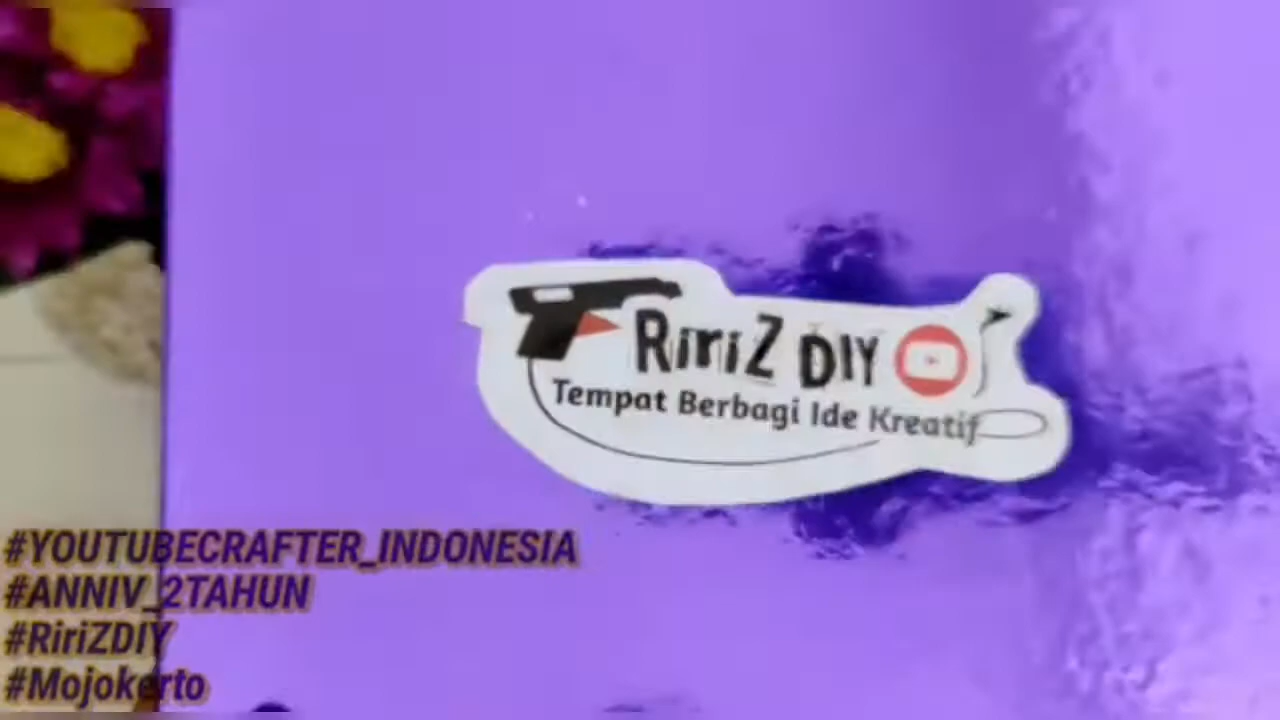 RiriZ DIY
Tempat Berbagi Ide Kreatif
#YOUTUBECRAFTER_INDONESIA
#ANNIV_2TAHUN
#RiriZDIY
#Mojokerto